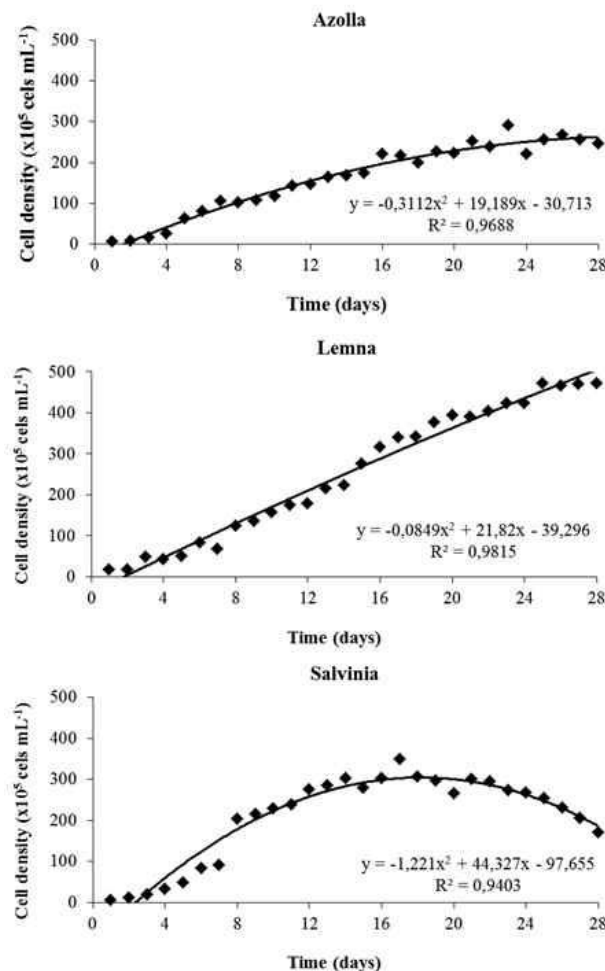 Azolla
Cell density (x10⁵ cels mL⁻¹)
500
400
300
200
100
0
y = -0,3112x² + 19,189x - 30,713
R² = 0,9688
0 4 8 12 16 20 24 28
Time (days)
Lemna
Cell density (x10⁵ cels mL⁻¹)
500
400
300
200
100
0
y = -0,0849x² + 21,82x - 39,296
R² = 0,9815
0 4 8 12 16 20 24 28
Time (days)
Salvinia
Cell density (x10⁵ cels mL⁻¹)
500
400
300
200
100
0
y = -1,221x² + 44,327x - 97,655
R² = 0,9403
0 4 8 12 16 20 24 28
Time (days)